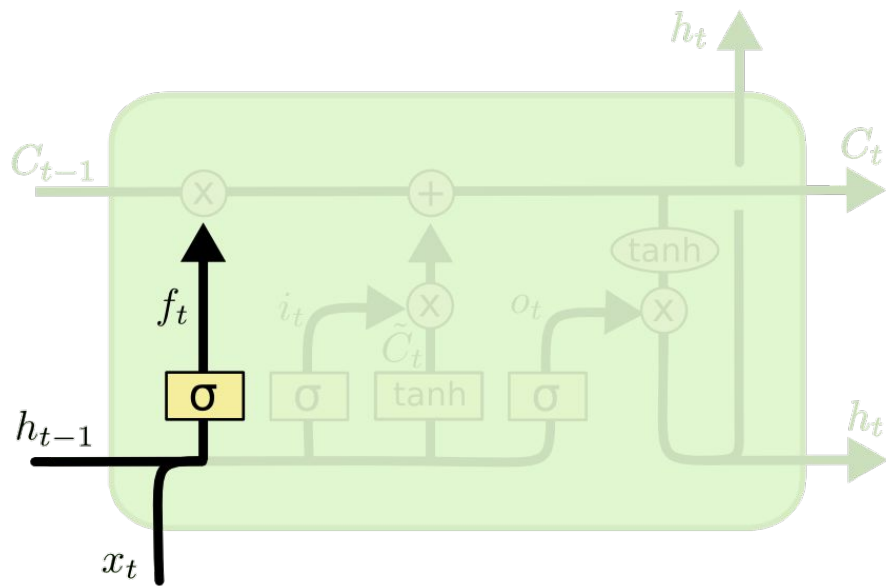 h_t
C_{t-1} C_t
x +
tanh
f_t i_t x o_t x
C̃_t
σ σ tanh σ
h_{t-1} h_t
x_t